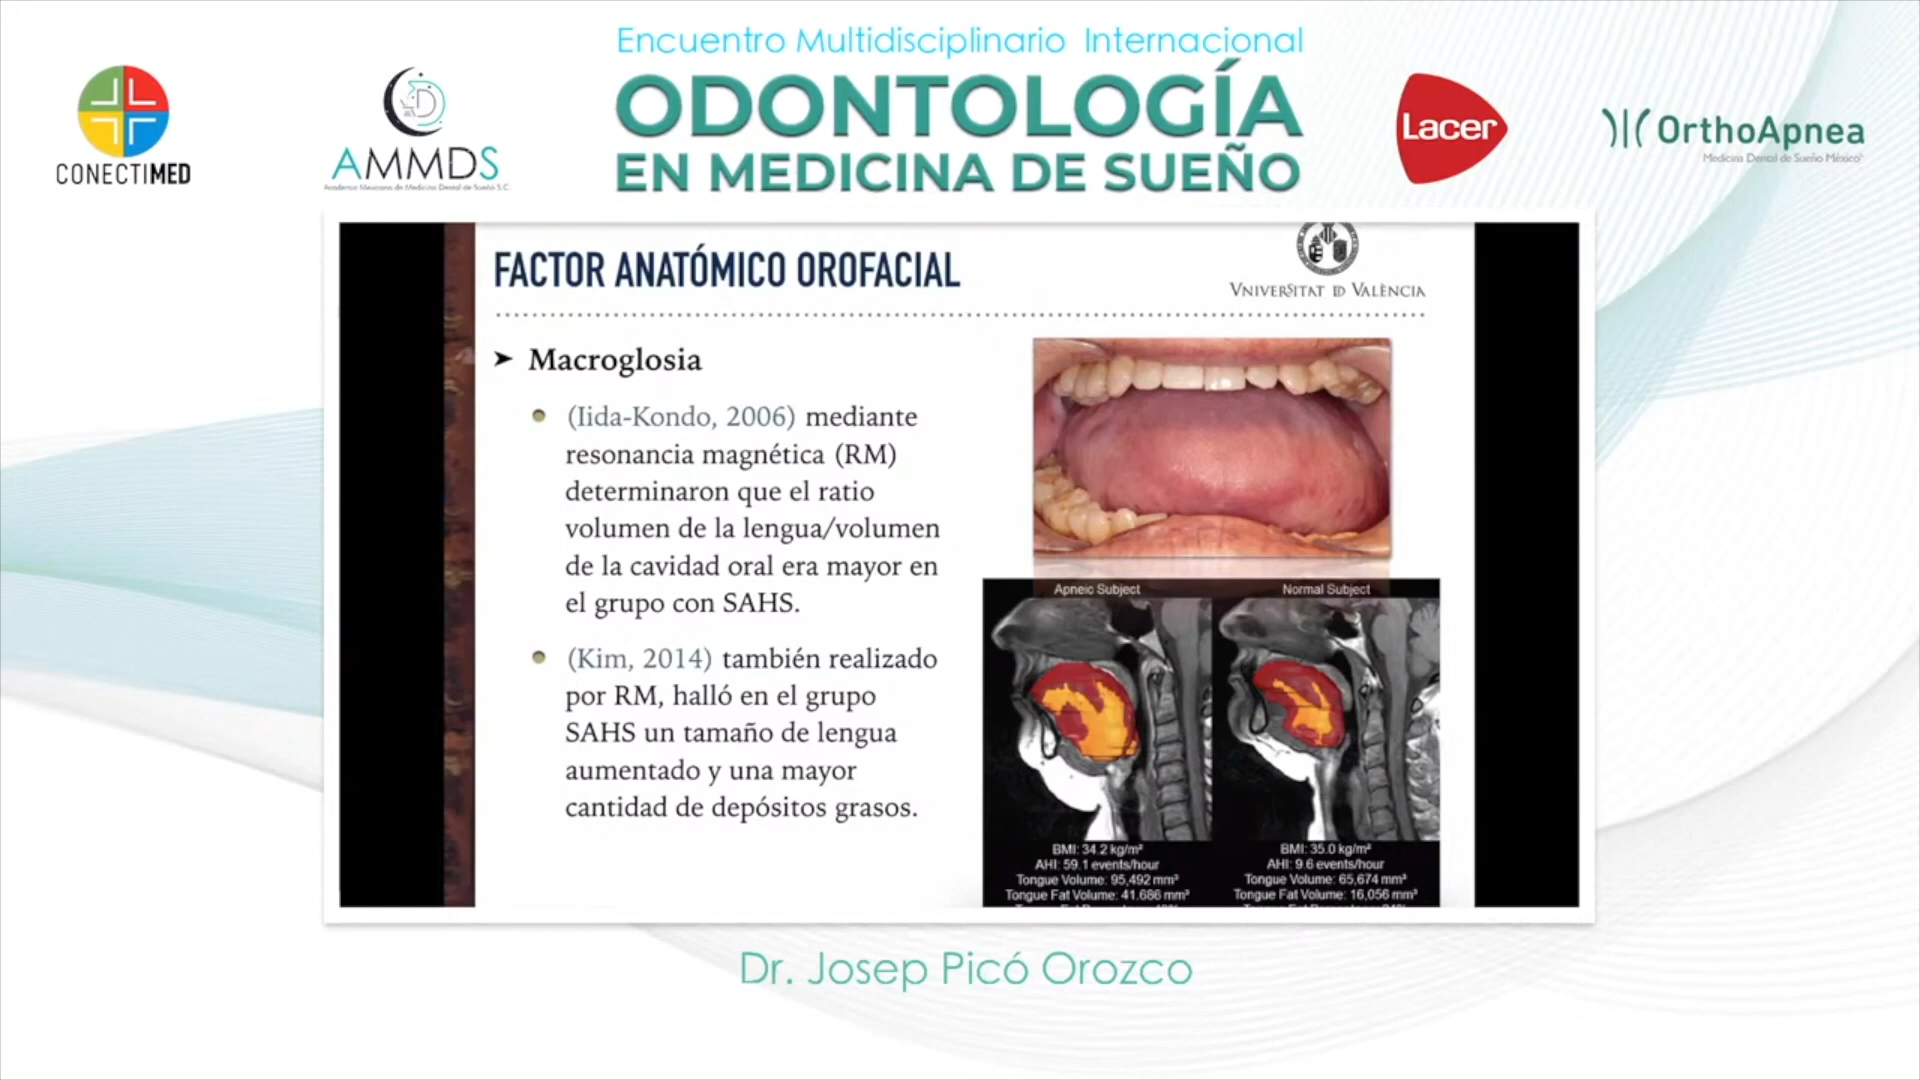 Encuentro Multidisciplinario Internacional
ODONTOLOGÍA
EN MEDICINA DE SUEÑO
CONECTIMED
AMMDS
Academia Mexicana de Medicina Dental de Sueño S.C.
Lacer
OrthoApnea
Medicina Dental de Sueño México
FACTOR ANATÓMICO OROFACIAL
VNIVERSITAT ID VALÈNCIA
➤ Macroglosia
(Iida-Kondo, 2006) mediante
resonancia magnética (RM)
determinaron que el ratio
volumen de la lengua/volumen
de la cavidad oral era mayor en
el grupo con SAHS.
(Kim, 2014) también realizado
por RM, halló en el grupo
SAHS un tamaño de lengua
aumentado y una mayor
cantidad de depósitos grasos.
Apneic Subject
BMI: 34.2 kg/m²
AHI: 59.1 events/hour
Tongue Volume: 95,492 mm³
Tongue Fat Volume: 41.686 mm³
Normal Subject
BMI: 35.0 kg/m²
AHI: 9.6 events/hour
Tongue Volume: 65,674 mm³
Tongue Fat Volume: 16,056 mm³
Dr. Josep Picó Orozco